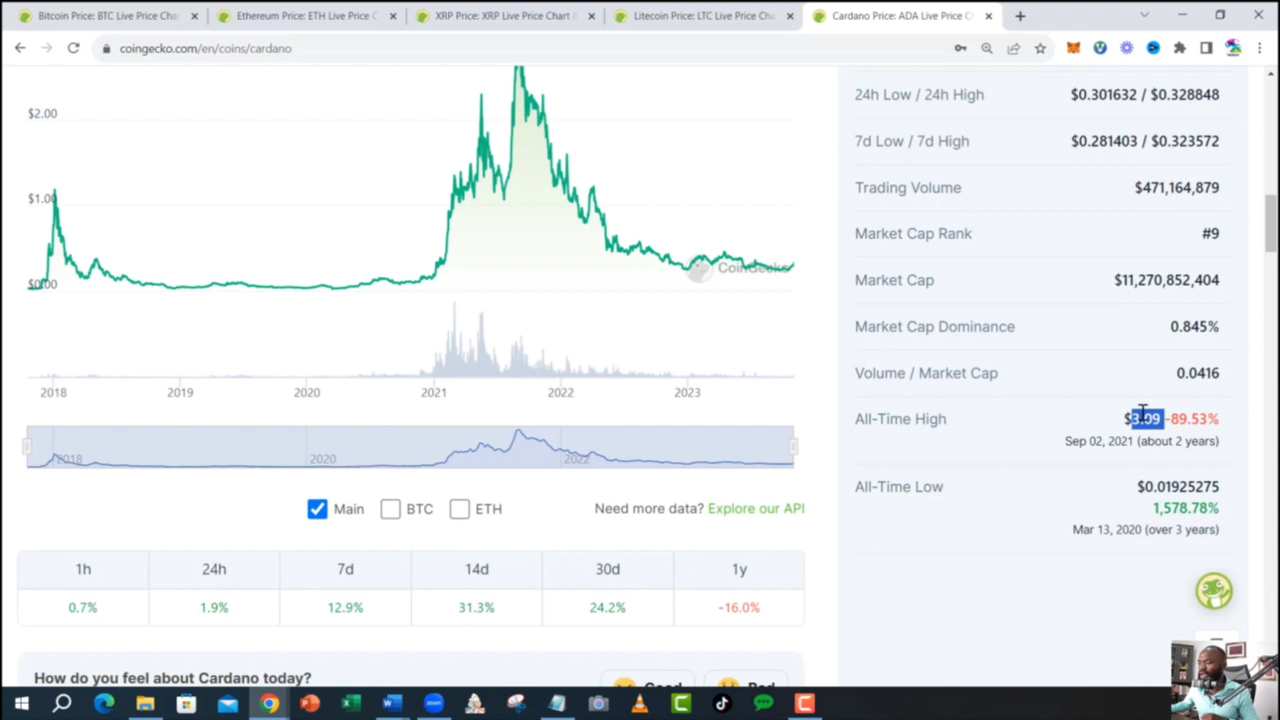 Bitcoin Price: BTC Live Price Cha
Ethereum Price: ETH Live Price C
XRP Price: XRP Live Price Chart &
Litecoin Price: LTC Live Price Cha
Cardano Price: ADA Live Price C
coingecko.com/en/coins/cardano
$2.00
$1.00
$0.00
CoinGecko
2018
2019
2020
2021
2022
2023
2018
2020
2022
Main
BTC
ETH
Need more data? Explore our API
1h
24h
7d
14d
30d
1y
0.7%
1.9%
12.9%
31.3%
24.2%
-16.0%
How do you feel about Cardano today?
Good
Bad
24h Low / 24h High
$0.301632 / $0.328848
7d Low / 7d High
$0.281403 / $0.323572
Trading Volume
$471,164,879
Market Cap Rank
#9
Market Cap
$11,270,852,404
Market Cap Dominance
0.845%
Volume / Market Cap
0.0416
All-Time High
$3.09 -89.53%
Sep 02, 2021 (about 2 years)
All-Time Low
$0.01925275
1,578.78%
Mar 13, 2020 (over 3 years)